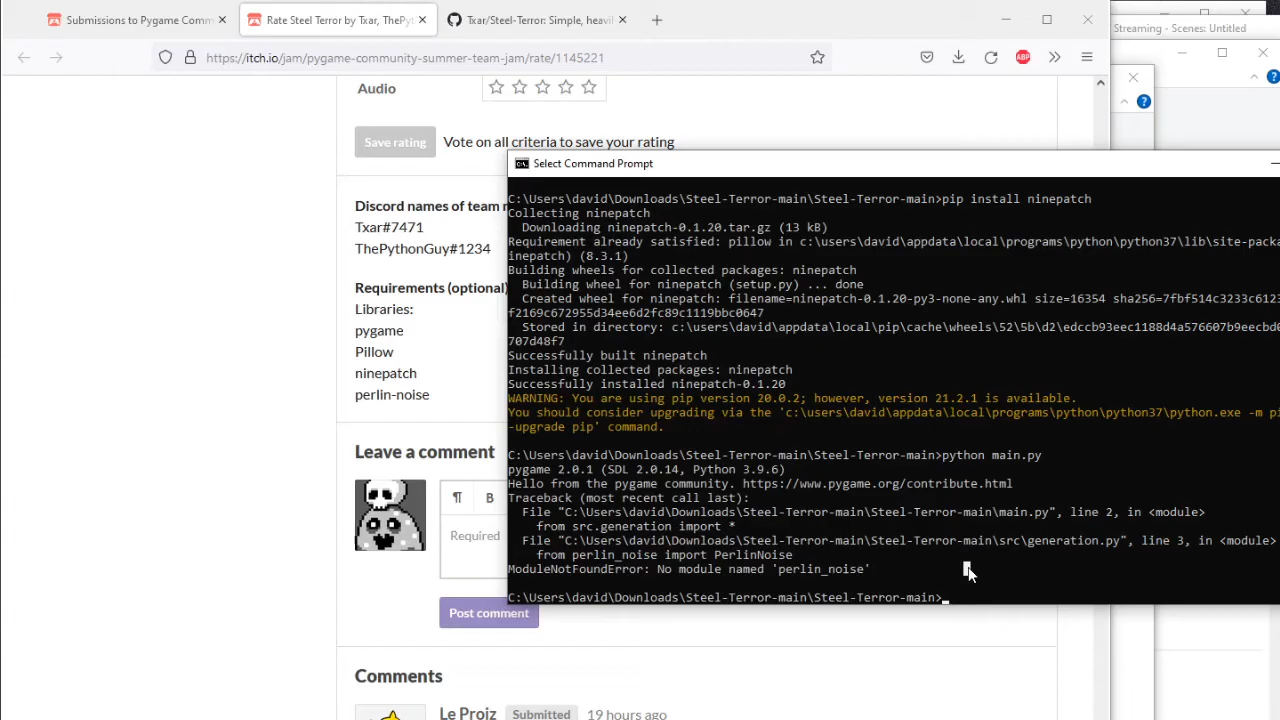 Submissions to Pygame Comm
Rate Steel Terror by Txar, ThePyt
Txar/Steel-Terror: Simple, heavil
Streaming - Scenes: Untitled
https://itch.io/jam/pygame-community-summer-team-jam/rate/1145221
ABP
Audio
Save rating
Vote on all criteria to save your rating
Discord names of team m
Txar#7471
ThePythonGuy#1234
Requirements (optional)
Libraries:
pygame
Pillow
ninepatch
perlin-noise
Leave a comment
¶ B
Required
Post comment
Comments
Le Proiz Submitted 19 hours ago
Select Command Prompt
C:\Users\david\Downloads\Steel-Terror-main\Steel-Terror-main>pip install ninepatch
Collecting ninepatch
Downloading ninepatch-0.1.20.tar.gz (13 kB)
Requirement already satisfied: pillow in c:\users\david\appdata\local\programs\python\python37\lib\site-packa
inepatch) (8.3.1)
Building wheels for collected packages: ninepatch
Building wheel for ninepatch (setup.py) ... done
Created wheel for ninepatch: filename=ninepatch-0.1.20-py3-none-any.whl size=16354 sha256=7fbf514c3233c6123
f2169c672955d34ee6d2fc89c1119bbc0647
Stored in directory: c:\users\david\appdata\local\pip\cache\wheels\52\5b\d2\edccb93eec1188d4a576607b9eecbd0
707d48f7
Successfully built ninepatch
Installing collected packages: ninepatch
Successfully installed ninepatch-0.1.20
WARNING: You are using pip version 20.0.2; however, version 21.2.1 is available.
You should consider upgrading via the 'c:\users\david\appdata\local\programs\python\python37\python.exe -m pi
-upgrade pip' command.
C:\Users\david\Downloads\Steel-Terror-main\Steel-Terror-main>python main.py
pygame 2.0.1 (SDL 2.0.14, Python 3.9.6)
Hello from the pygame community. https://www.pygame.org/contribute.html
Traceback (most recent call last):
File "C:\Users\david\Downloads\Steel-Terror-main\Steel-Terror-main\main.py", line 2, in <module>
from src.generation import *
File "C:\Users\david\Downloads\Steel-Terror-main\Steel-Terror-main\src\generation.py", line 3, in <module>
from perlin_noise import PerlinNoise
ModuleNotFoundError: No module named 'perlin_noise'
C:\Users\david\Downloads\Steel-Terror-main\Steel-Terror-main>